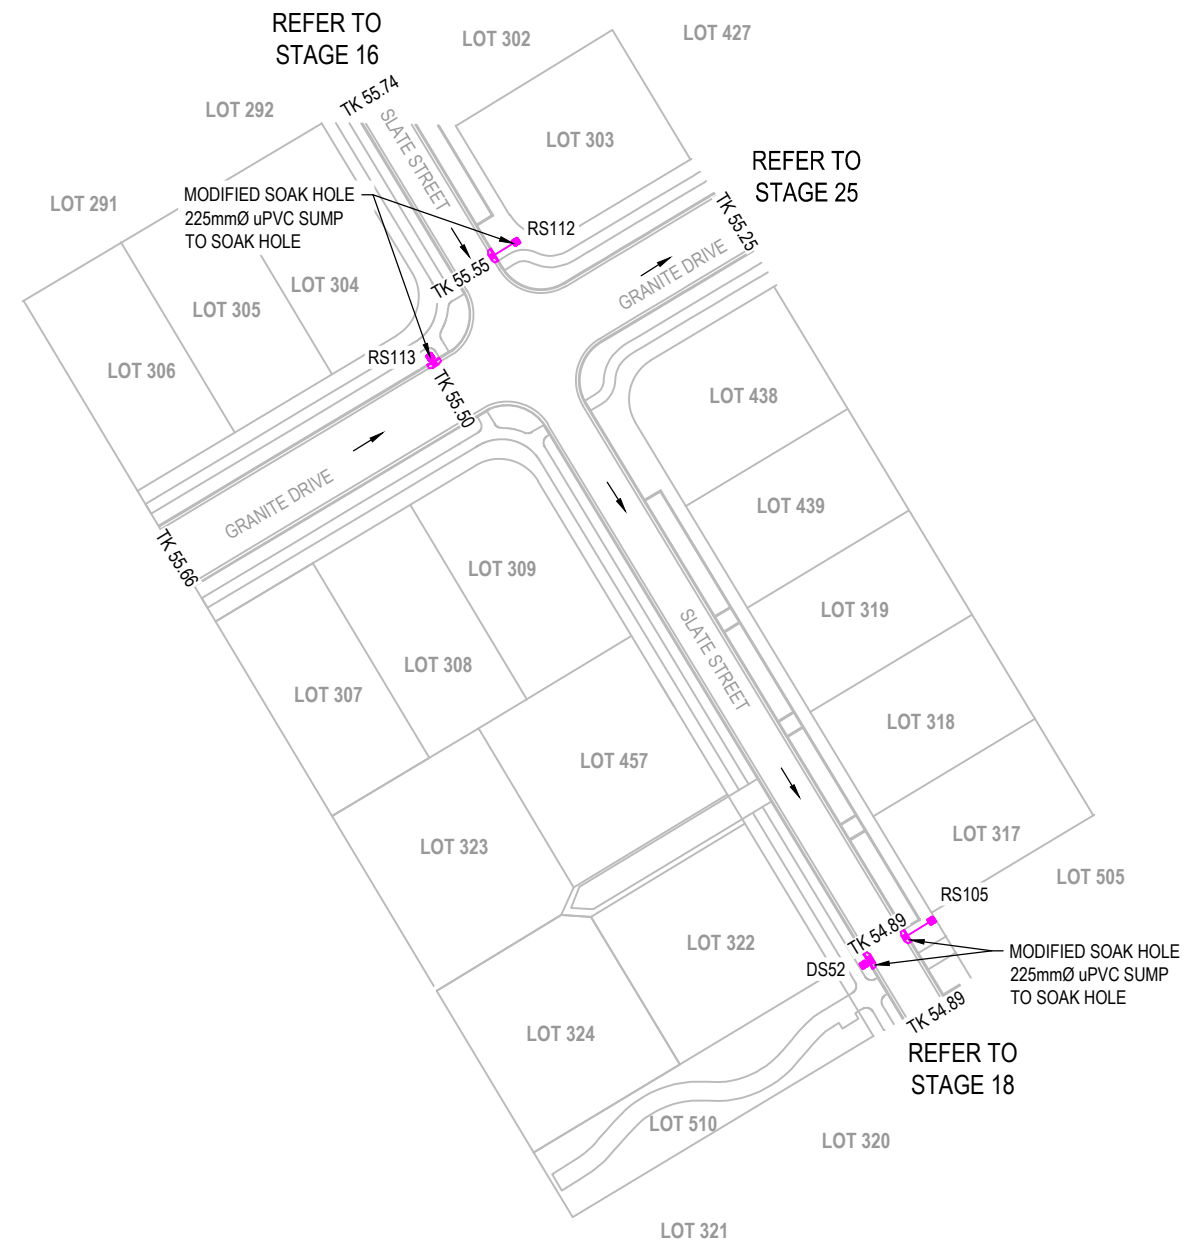 REFER TO
STAGE 16
LOT 302
LOT 427
TK 55.74
LOT 292
SLATE STREET
LOT 303
REFER TO
STAGE 25
MODIFIED SOAK HOLE
225mmØ uPVC SUMP
TO SOAK HOLE
LOT 291
RS112
TK 55.25
TK 55.55
GRANITE DRIVE
LOT 304
LOT 305
LOT 306
RS113
TK 55.50
LOT 438
GRANITE DRIVE
LOT 439
TK 55.66
LOT 309
LOT 319
SLATE STREET
LOT 308
LOT 307
LOT 318
LOT 457
LOT 323
LOT 317
LOT 505
RS105
TK 54.89
LOT 322
DS52
MODIFIED SOAK HOLE
225mmØ uPVC SUMP
TO SOAK HOLE
TK 54.89
LOT 324
REFER TO
STAGE 18
LOT 510
LOT 320
LOT 321